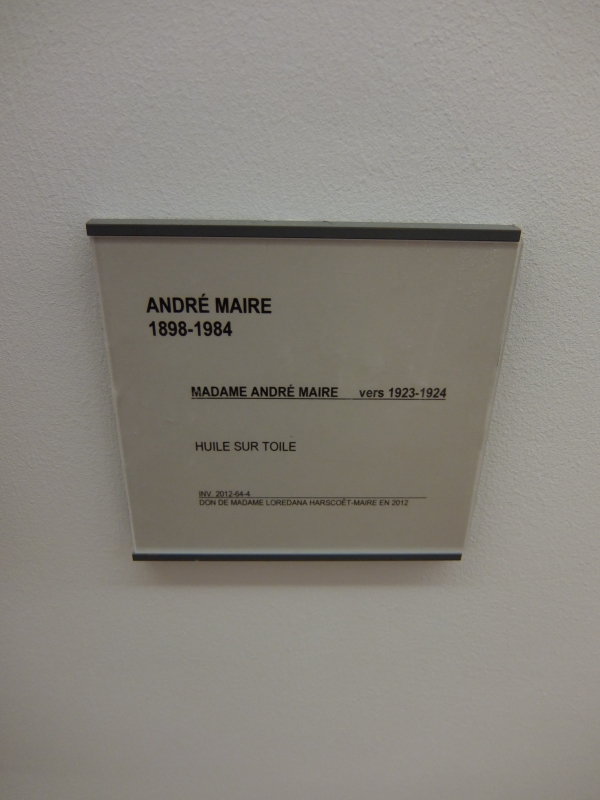 ANDRÉ MAIRE
1898-1984
MADAME ANDRÉ MAIRE vers 1923-1924
HUILE SUR TOILE
INV. 2012-64-4
DON DE MADAME LOREDANA HARSCOËT-MAIRE EN 2012